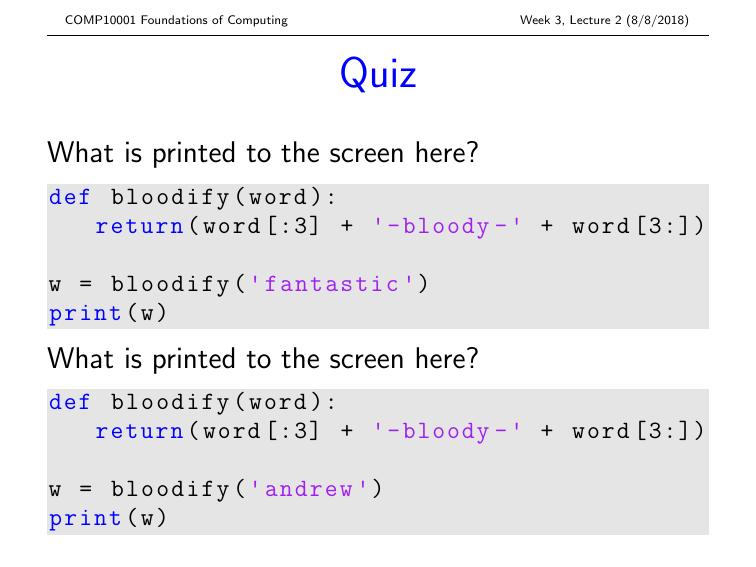 COMP10001 Foundations of Computing Week 3, Lecture 2 (8/8/2018)
Quiz
What is printed to the screen here?
def bloodify(word):
   return(word[:3] + '-bloody-' + word[3:])

w = bloodify('fantastic')
print(w)
What is printed to the screen here?
def bloodify(word):
   return(word[:3] + '-bloody-' + word[3:])

w = bloodify('andrew')
print(w)